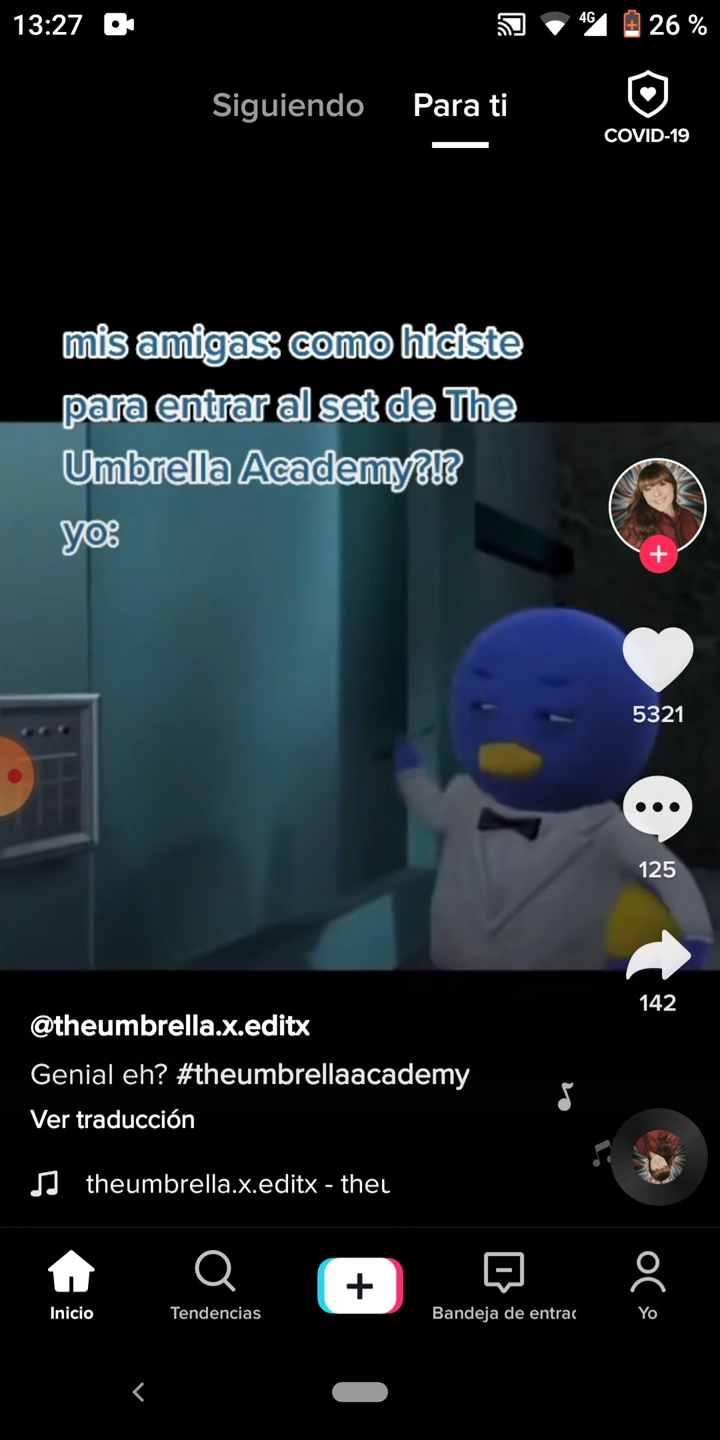 13:27
4G
26 %
Siguiendo
Para ti
COVID-19
mis amigas: como hiciste
para entrar al set de The
Umbrella Academy?!?
yo:
5321
125
142
@theumbrella.x.editx
Genial eh? #theumbrellaacademy
Ver traducción
theumbrella.x.editx - theu
Inicio
Tendencias
Bandeja de entrad
Yo